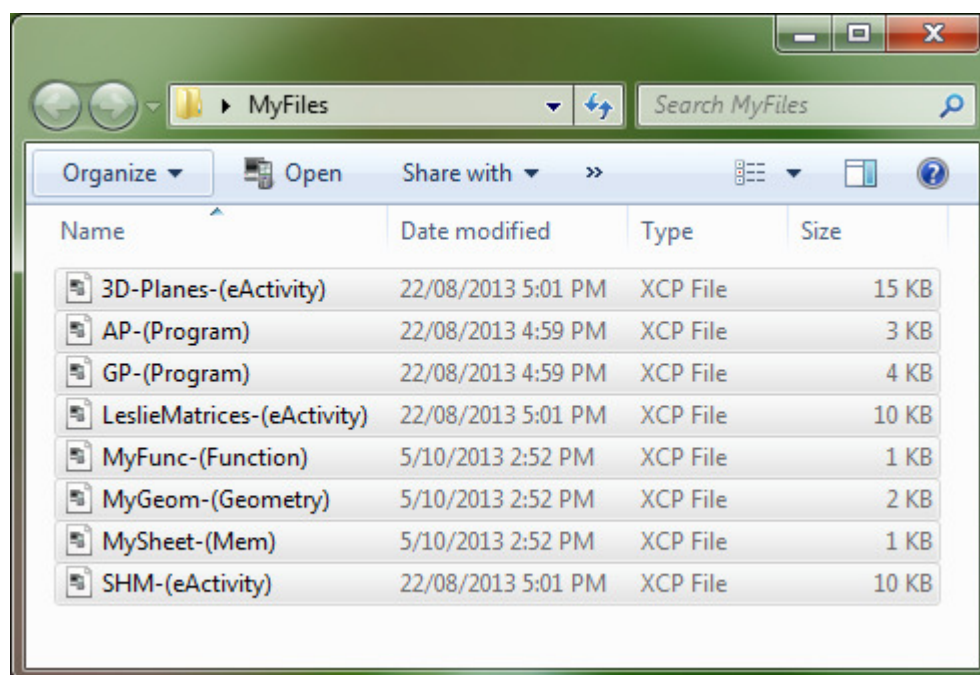 MyFiles Search MyFiles
Organize Open Share with »
Name Date modified Type Size
3D-Planes-(eActivity) 22/08/2013 5:01 PM XCP File 15 KB
AP-(Program) 22/08/2013 4:59 PM XCP File 3 KB
GP-(Program) 22/08/2013 4:59 PM XCP File 4 KB
LeslieMatrices-(eActivity) 22/08/2013 5:01 PM XCP File 10 KB
MyFunc-(Function) 5/10/2013 2:52 PM XCP File 1 KB
MyGeom-(Geometry) 5/10/2013 2:52 PM XCP File 2 KB
MySheet-(Mem) 5/10/2013 2:52 PM XCP File 1 KB
SHM-(eActivity) 22/08/2013 5:01 PM XCP File 10 KB